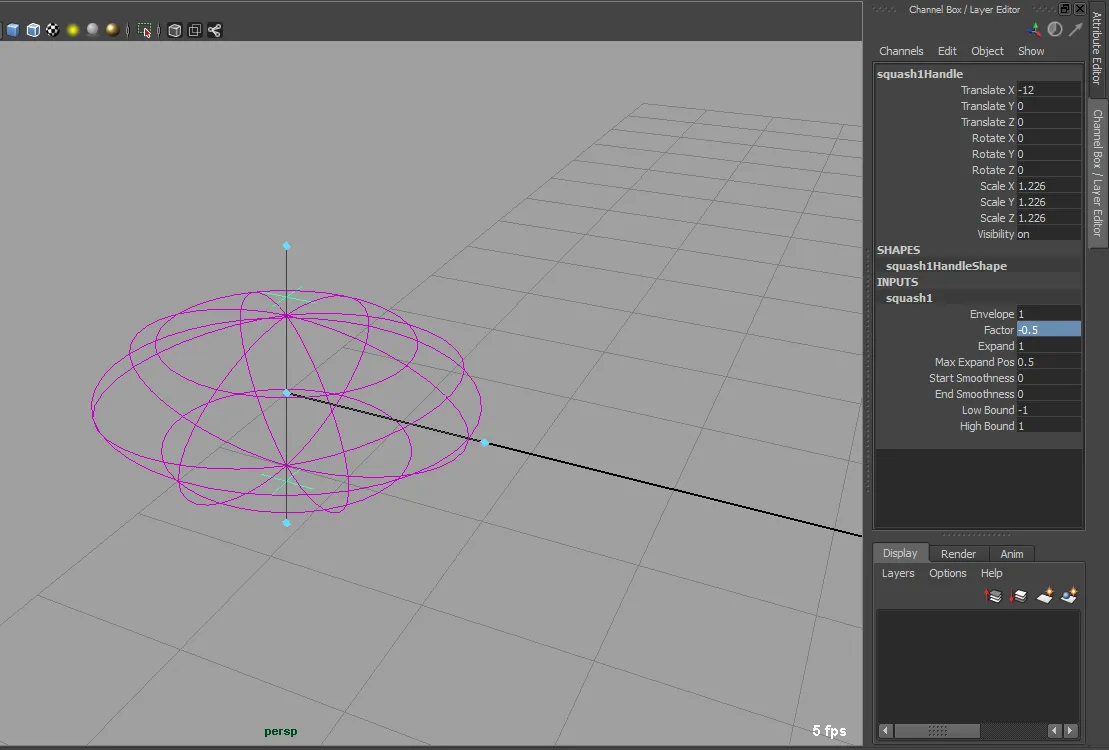 Channel Box / Layer Editor
Channels Edit Object Show
squash1Handle
Translate X -12
Translate Y 0
Translate Z 0
Rotate X 0
Rotate Y 0
Rotate Z 0
Scale X 1.226
Scale Y 1.226
Scale Z 1.226
Visibility on
SHAPES
squash1HandleShape
INPUTS
squash1
Envelope 1
Factor -0.5
Expand 1
Max Expand Pos 0.5
Start Smoothness 0
End Smoothness 0
Low Bound -1
High Bound 1
Display Render Anim
Layers Options Help
Attribute Editor
Channel Box / Layer Editor
persp
5 fps